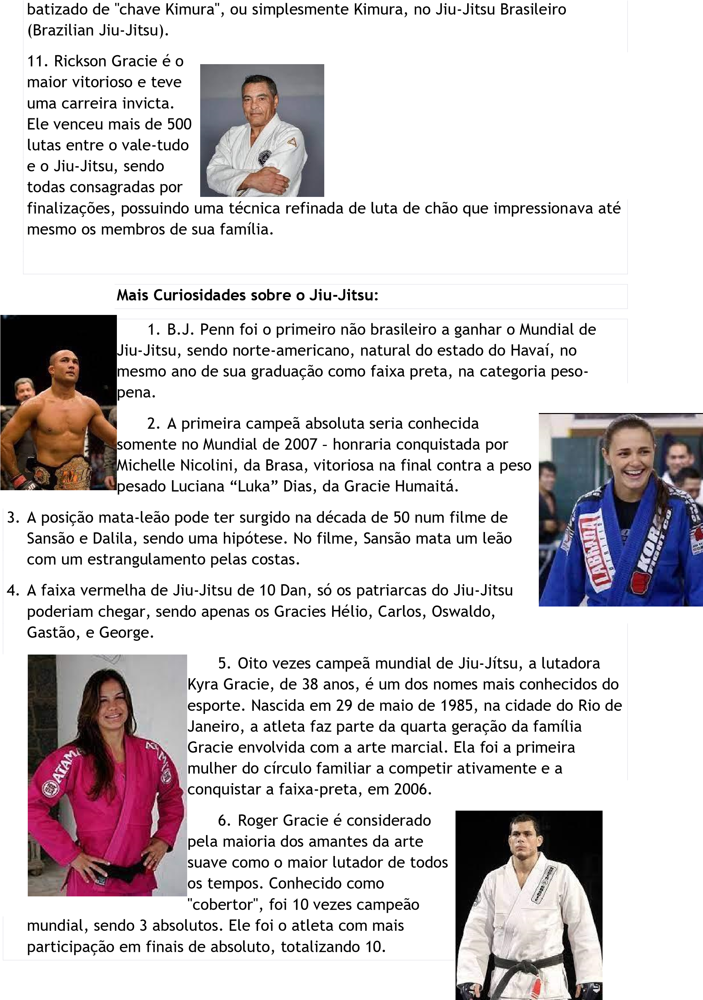 batizado de "chave Kimura", ou simplesmente Kimura, no Jiu-Jitsu Brasileiro
(Brazilian Jiu-Jitsu).
11. Rickson Gracie é o
maior vitorioso e teve
uma carreira invicta.
Ele venceu mais de 500
lutas entre o vale-tudo
e o Jiu-Jitsu, sendo
todas consagradas por
finalizações, possuindo uma técnica refinada de luta de chão que impressionava até
mesmo os membros de sua família.
Mais Curiosidades sobre o Jiu-Jitsu:
1. B.J. Penn foi o primeiro não brasileiro a ganhar o Mundial de
Jiu-Jitsu, sendo norte-americano, natural do estado do Havaí, no
mesmo ano de sua graduação como faixa preta, na categoria peso-
pena.
2. A primeira campeã absoluta seria conhecida
somente no Mundial de 2007 – honraria conquistada por
Michelle Nicolini, da Brasa, vitoriosa na final contra a peso
pesado Luciana “Luka” Dias, da Gracie Humaitá.
LABRADA
KOR
FIGHT CO
3. A posição mata-leão pode ter surgido na década de 50 num filme de
Sansão e Dalila, sendo uma hipótese. No filme, Sansão mata um leão
com um estrangulamento pelas costas.
4. A faixa vermelha de Jiu-Jitsu de 10 Dan, só os patriarcas do Jiu-Jitsu
poderiam chegar, sendo apenas os Gracies Hélio, Carlos, Oswaldo,
Gastão, e George.
5. Oito vezes campeã mundial de Jiu-Jítsu, a lutadora
Kyra Gracie, de 38 anos, é um dos nomes mais conhecidos do
esporte. Nascida em 29 de maio de 1985, na cidade do Rio de
Janeiro, a atleta faz parte da quarta geração da família
Gracie envolvida com a arte marcial. Ela foi a primeira
mulher do círculo familiar a competir ativamente e a
conquistar a faixa-preta, em 2006.
ATAMA
6. Roger Gracie é considerado
pela maioria dos amantes da arte
suave como o maior lutador de todos
os tempos. Conhecido como
"cobertor", foi 10 vezes campeão
mundial, sendo 3 absolutos. Ele foi o atleta com mais
participação em finais de absoluto, totalizando 10.